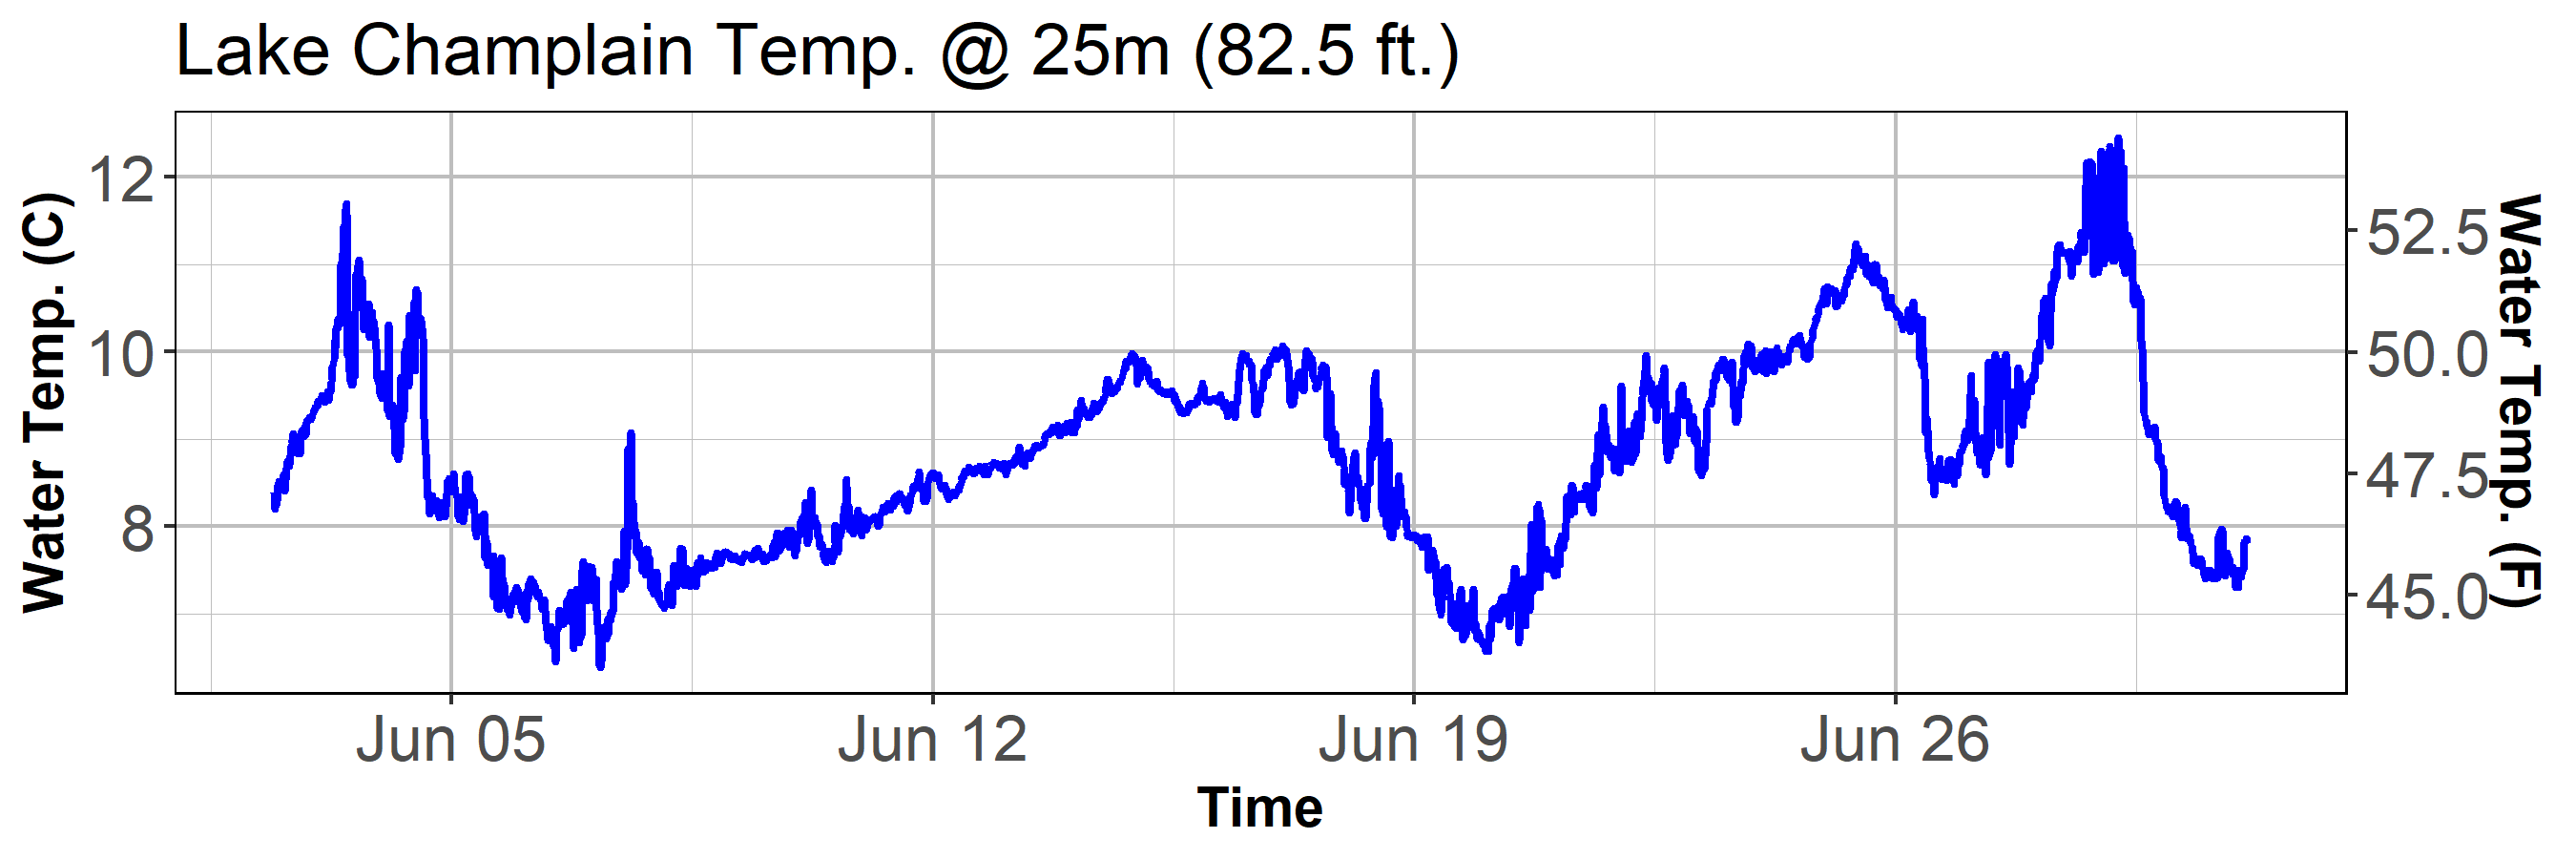 Lake Champlain Temp. @ 25m (82.5 ft.)
Water Temp. (C)
12
10
8
52.5
50.0
47.5
45.0
Water Temp. (F)
Jun 05 Jun 12 Jun 19 Jun 26
Time